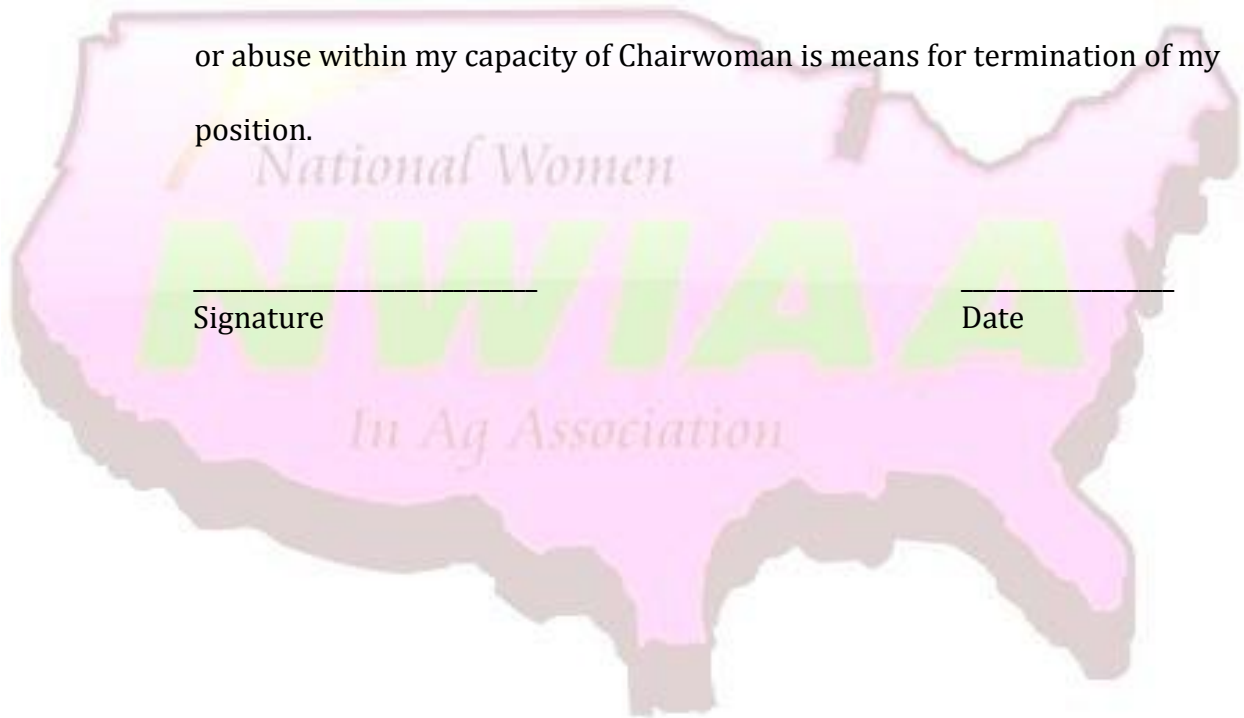 or abuse within my capacity of Chairwoman is means for termination of my
position.
National Women
NWIAA
Signature Date
In Ag Association